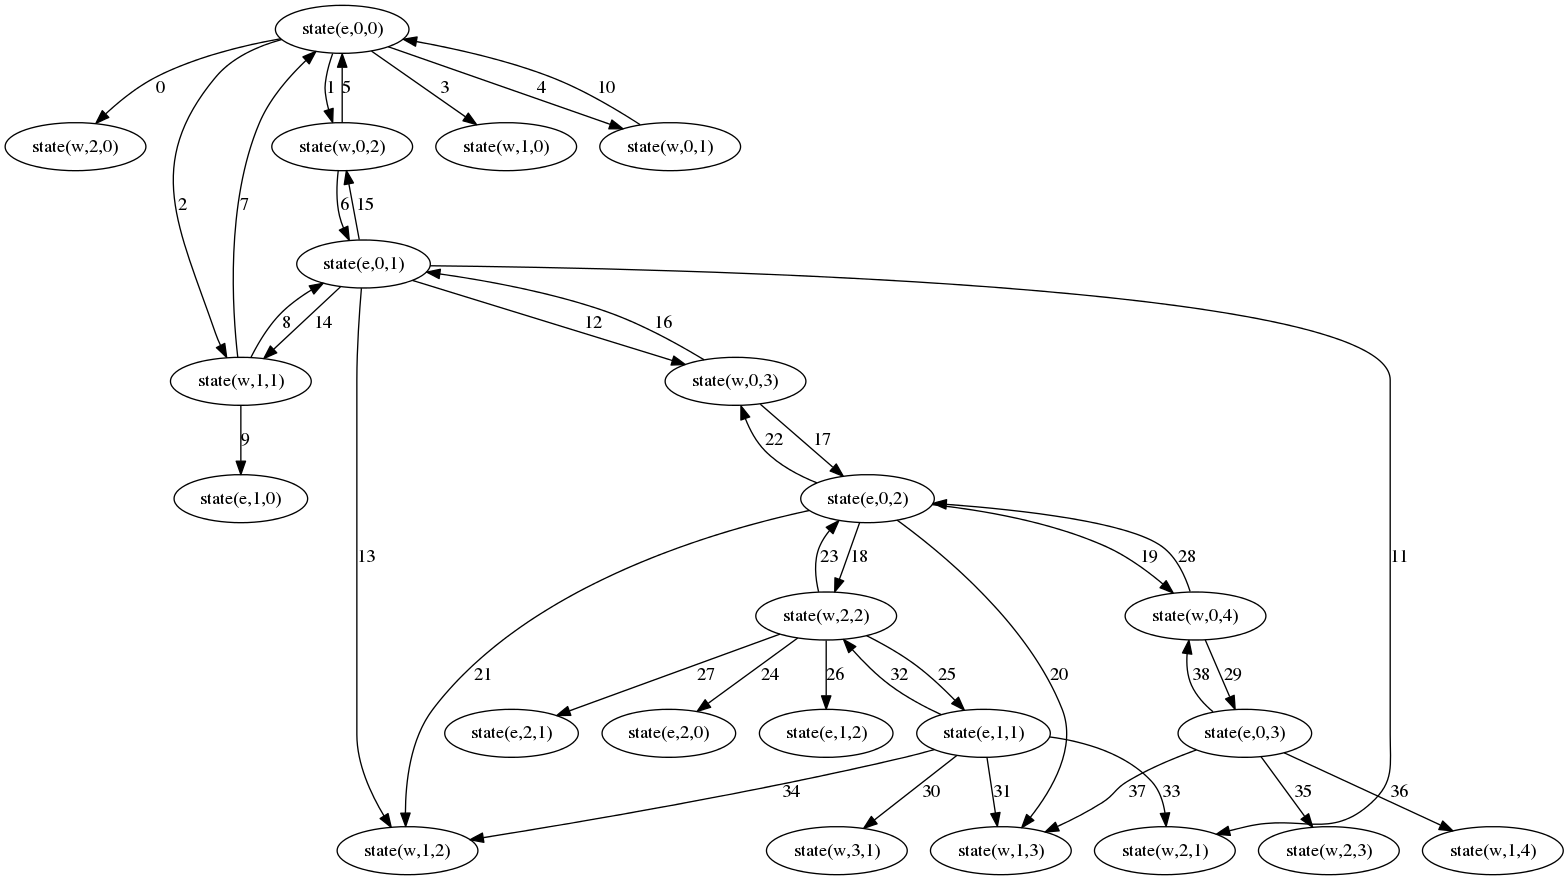 state(e,0,0)
0
1
5
3
4
10
state(w,2,0)
state(w,0,2)
state(w,1,0)
state(w,0,1)
2
7
6
15
state(e,0,1)
8
14
12
16
state(w,1,1)
state(w,0,3)
9
22
17
state(e,1,0)
state(e,0,2)
13
23
18
19
28
11
state(w,2,2)
state(w,0,4)
21
27
24
26
32
25
20
38
29
state(e,2,1)
state(e,2,0)
state(e,1,2)
state(e,1,1)
state(e,0,3)
34
30
31
37
33
35
36
state(w,1,2)
state(w,3,1)
state(w,1,3)
state(w,2,1)
state(w,2,3)
state(w,1,4)